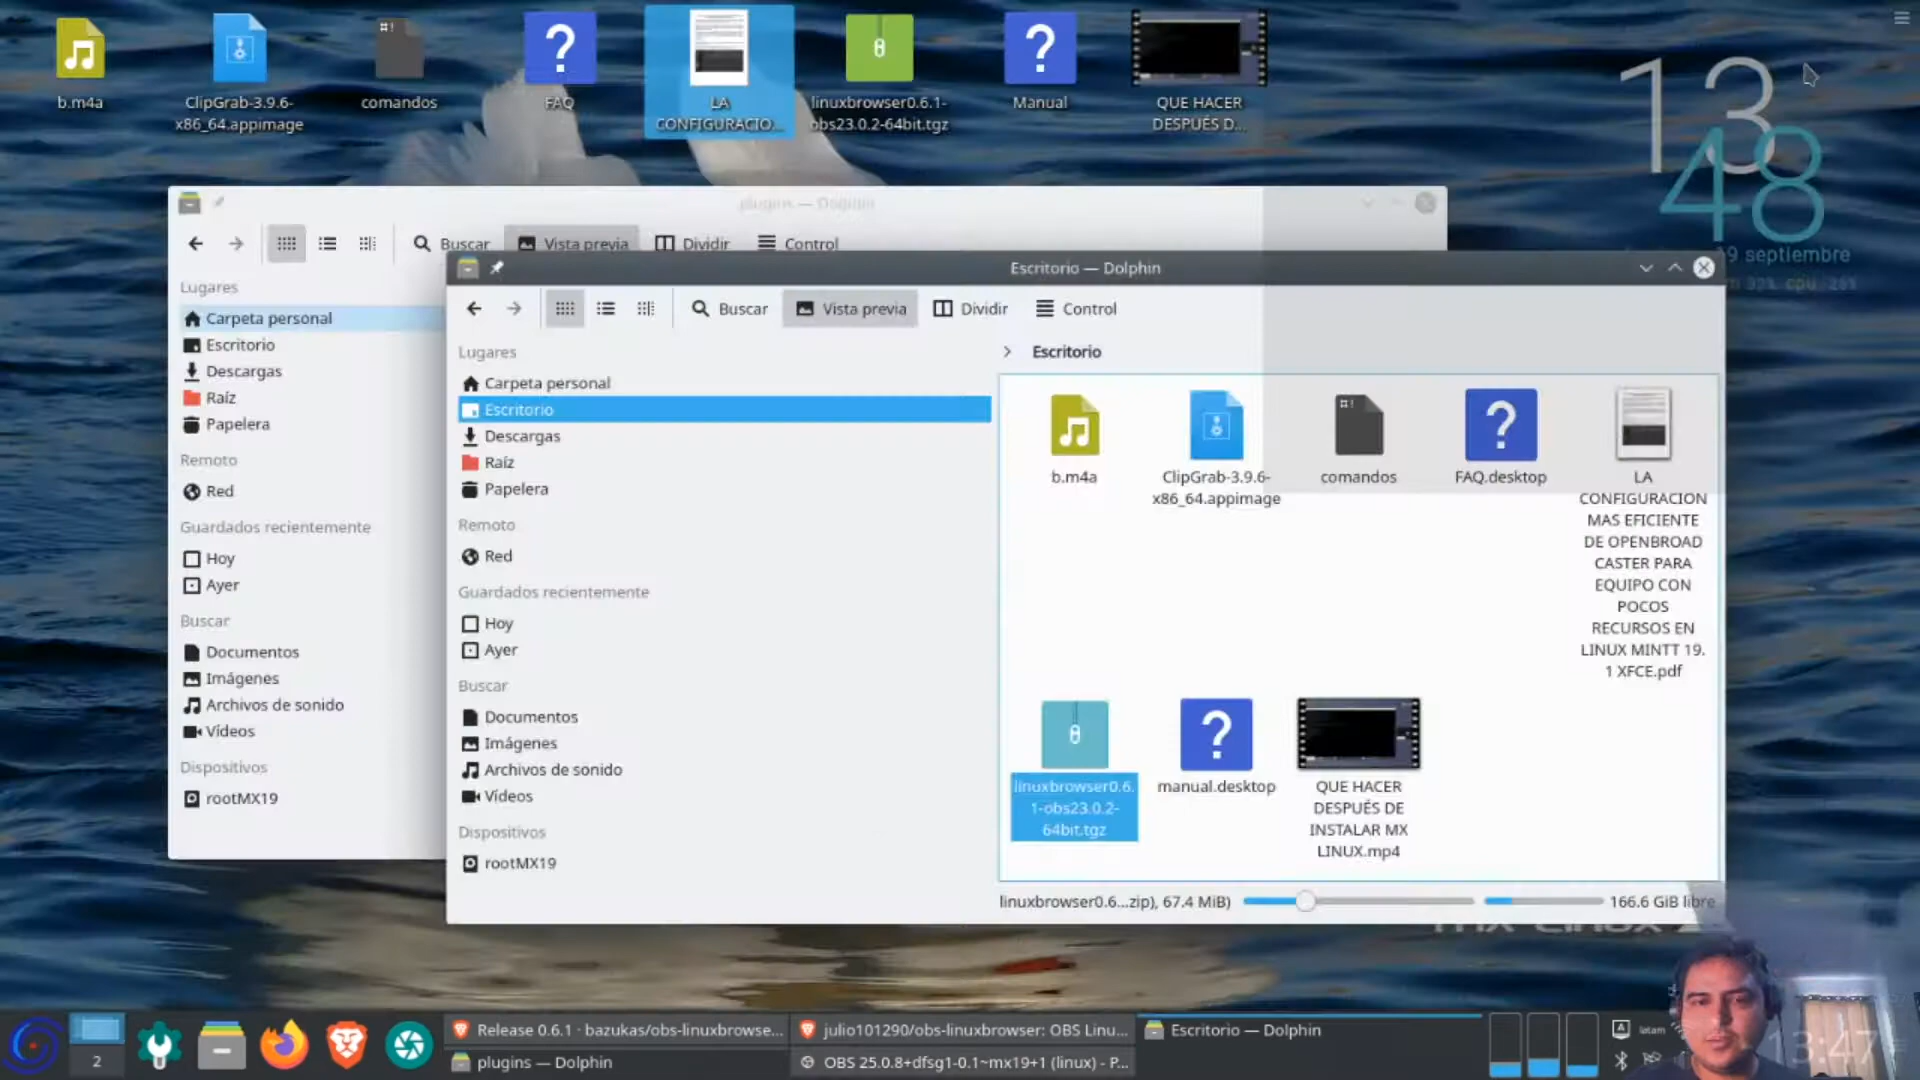 b.m4a
ClipGrab-3.9.6-
x86_64.appimage
comandos
FAQ
LA
CONFIGURACIO...
linuxbrowser0.6.1-
obs23.0.2-64bit.tgz
Manual
QUE HACER
DESPUÉS D...
13
48
9 septiembre
plugins — Dolphin
Buscar
Vista previa
Dividir
Control
Lugares
Carpeta personal
Escritorio
Descargas
Raíz
Papelera
Remoto
Red
Guardados recientemente
Hoy
Ayer
Buscar
Documentos
Imágenes
Archivos de sonido
Vídeos
Dispositivos
rootMX19
Escritorio — Dolphin
Buscar
Vista previa
Dividir
Control
Lugares
Carpeta personal
Escritorio
Descargas
Raíz
Papelera
Remoto
Red
Guardados recientemente
Hoy
Ayer
Buscar
Documentos
Imágenes
Archivos de sonido
Vídeos
Dispositivos
rootMX19
Escritorio
b.m4a
ClipGrab-3.9.6-
x86_64.appimage
comandos
FAQ.desktop
LA
CONFIGURACION
MAS EFICIENTE
DE OPENBROAD
CASTER PARA
EQUIPO CON
POCOS
RECURSOS EN
LINUX MINTT 19.
1 XFCE.pdf
linuxbrowser0.6.
1-obs23.0.2-
64bit.tgz
manual.desktop
QUE HACER
DESPUÉS DE
INSTALAR MX
LINUX.mp4
linuxbrowser0.6...zip), 67.4 MiB)
166.6 GiB libre
2
Release 0.6.1 · bazukas/obs-linuxbrowse...
julio101290/obs-linuxbrowser: OBS Linu...
Escritorio — Dolphin
plugins — Dolphin
OBS 25.0.8+dfsg1-0.1~mx19+1 (linux) - P...
A
latam
13:47